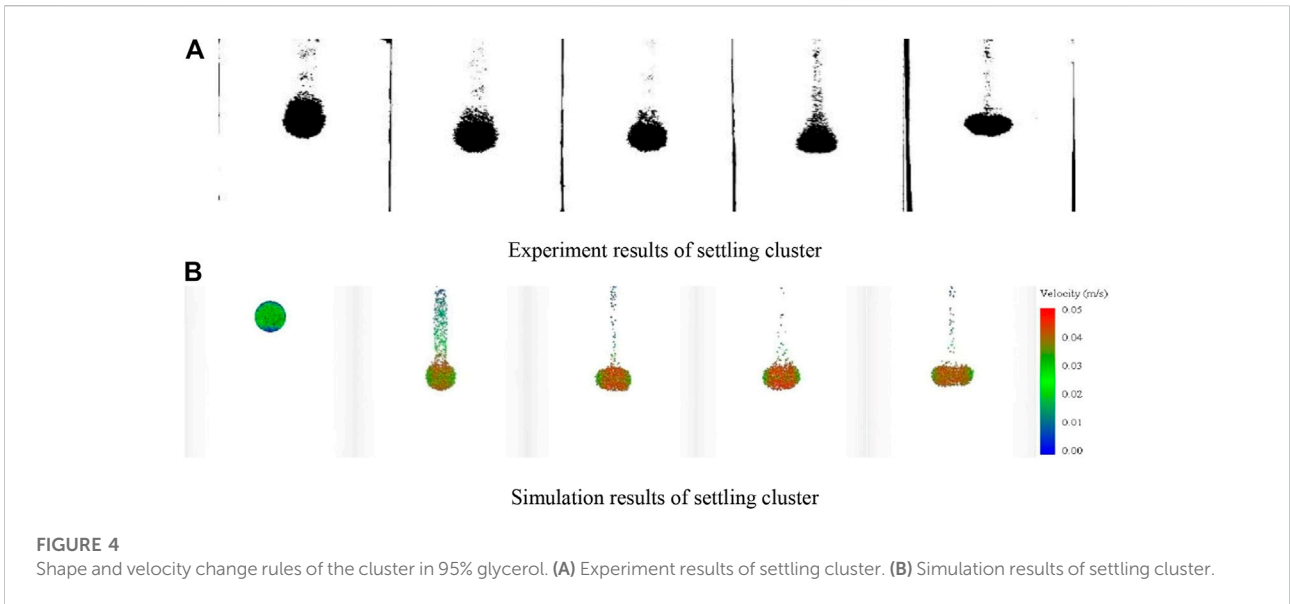 A
Experiment results of settling cluster
B
Velocity (m/s)
0.05
0.04
0.03
0.02
0.01
0.00
Simulation results of settling cluster
FIGURE 4
Shape and velocity change rules of the cluster in 95% glycerol. (A) Experiment results of settling cluster. (B) Simulation results of settling cluster.